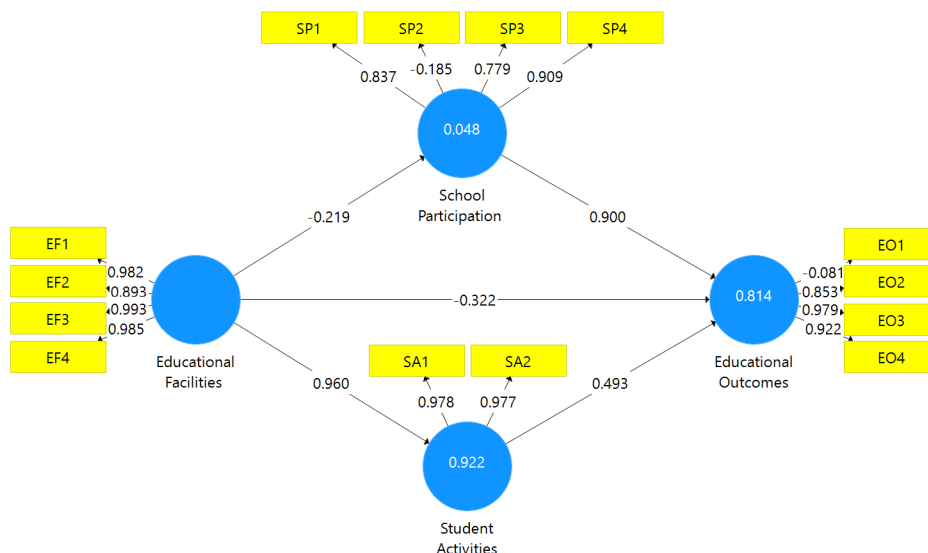 SP1 SP2 SP3 SP4
0.837 -0.185 0.779 0.909
0.048
School
Participation
-0.219 0.900
EF1
EF2
EF3
EF4
0.982
0.893
0.993
0.985
Educational
Facilities
-0.322
0.814
Educational
Outcomes
EO1
EO2
EO3
EO4
-0.081
0.853
0.979
0.922
0.960 0.493
SA1 SA2
0.978 0.977
0.922
Student
Activities